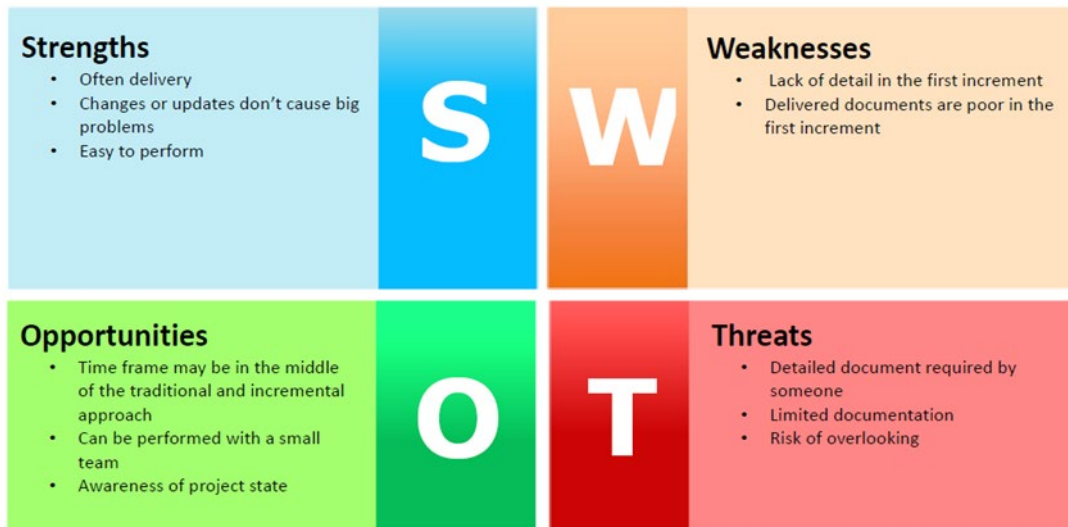 Strengths
• Often delivery
• Changes or updates don't cause big
problems
• Easy to perform
S
W
Weaknesses
• Lack of detail in the first increment
• Delivered documents are poor in the
first increment
Opportunities
• Time frame may be in the middle
of the traditional and incremental
approach
• Can be performed with a small
team
• Awareness of project state
O
T
Threats
• Detailed document required by
someone
• Limited documentation
• Risk of overlooking